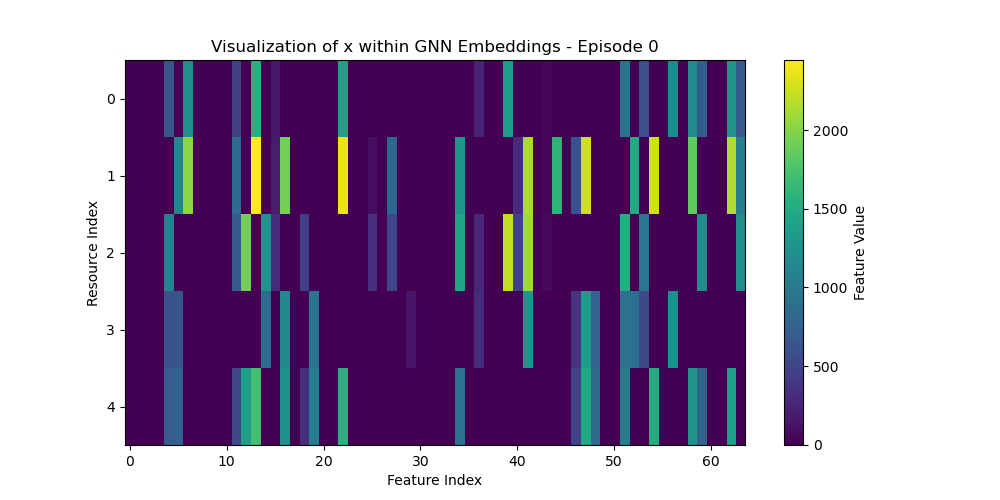 Visualization of x within GNN Embeddings - Episode 0
Resource Index
0
1
2
3
4
0 10 20 30 40 50 60
Feature Index
2000
1500
1000
500
0
Feature Value